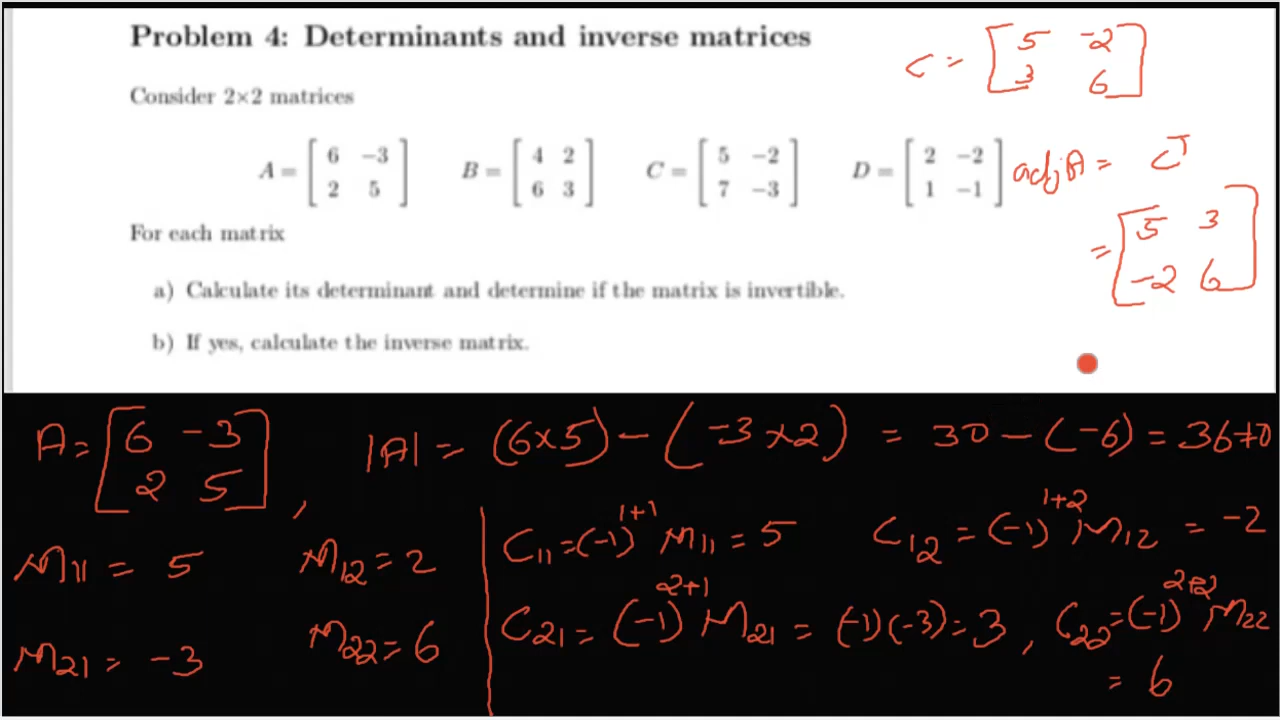 Problem 4: Determinants and inverse matrices
Consider 2×2 matrices
A = [ 6 −3 ; 2 5 ] B = [ 4 2 ; 6 3 ] C = [ 5 −2 ; 7 −3 ] D = [ 2 −2 ; 1 −1 ]
For each matrix
a) Calculate its determinant and determine if the matrix is invertible.
b) If yes, calculate the inverse matrix.
C = [ 5 -2 ; 3 6 ]
adj A = C^T
= [ 5 3 ; -2 6 ]
A = [ 6 -3 ; 2 5 ] , |A| = (6×5) - (-3×2) = 30 - (-6) = 36≠0
M11 = 5 M12 = 2
M21 = -3 M22 = 6
C11 = (-1)^1+1 M11 = 5 C12 = (-1)^1+2 M12 = -2
C21 = (-1)^2+1 M21 = (-1)(-3) = 3 , C22 = (-1)^2+2 M22
= 6